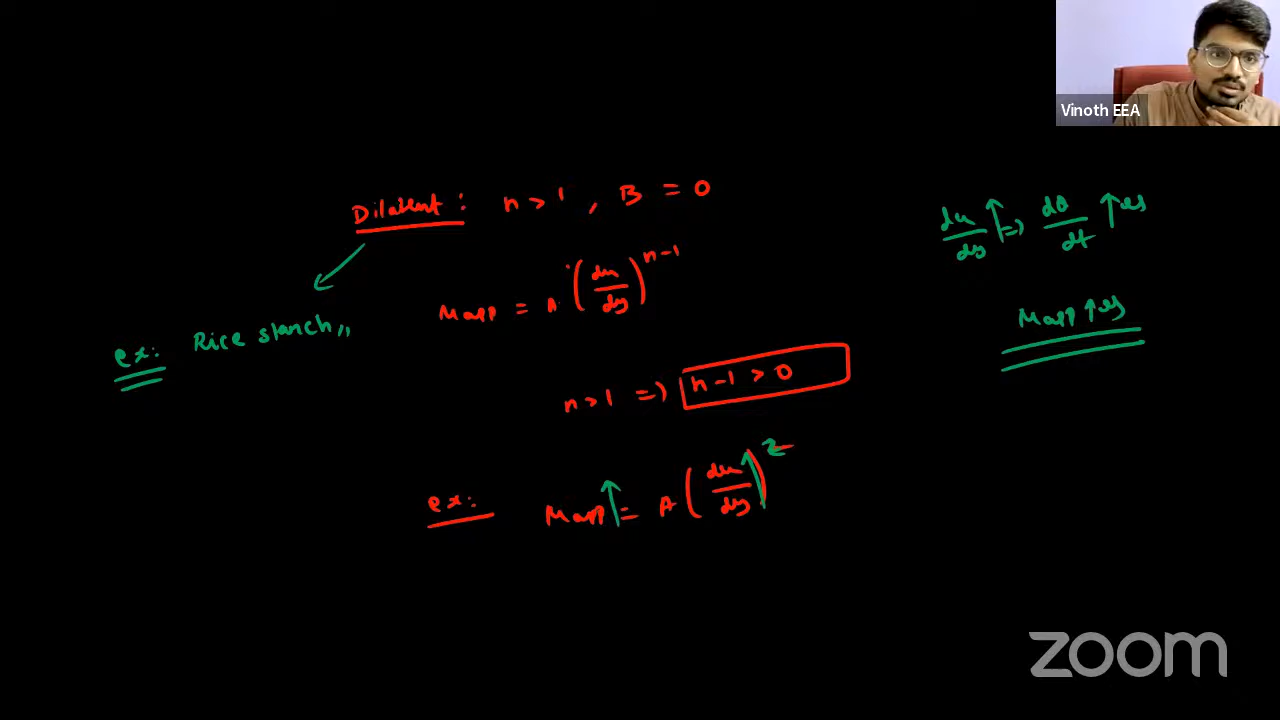 Vinoth EEA
Dilatent: n > 1 , B = 0
du/dy ↑ => dθ/dt ↑es
μapp = A (du/dy)^n-1
ex: Rice starch,,
μapp ↑es
n > 1 => n-1 > 0
ex: μapp ↑ = A (du/dy ↑)^2
zoom